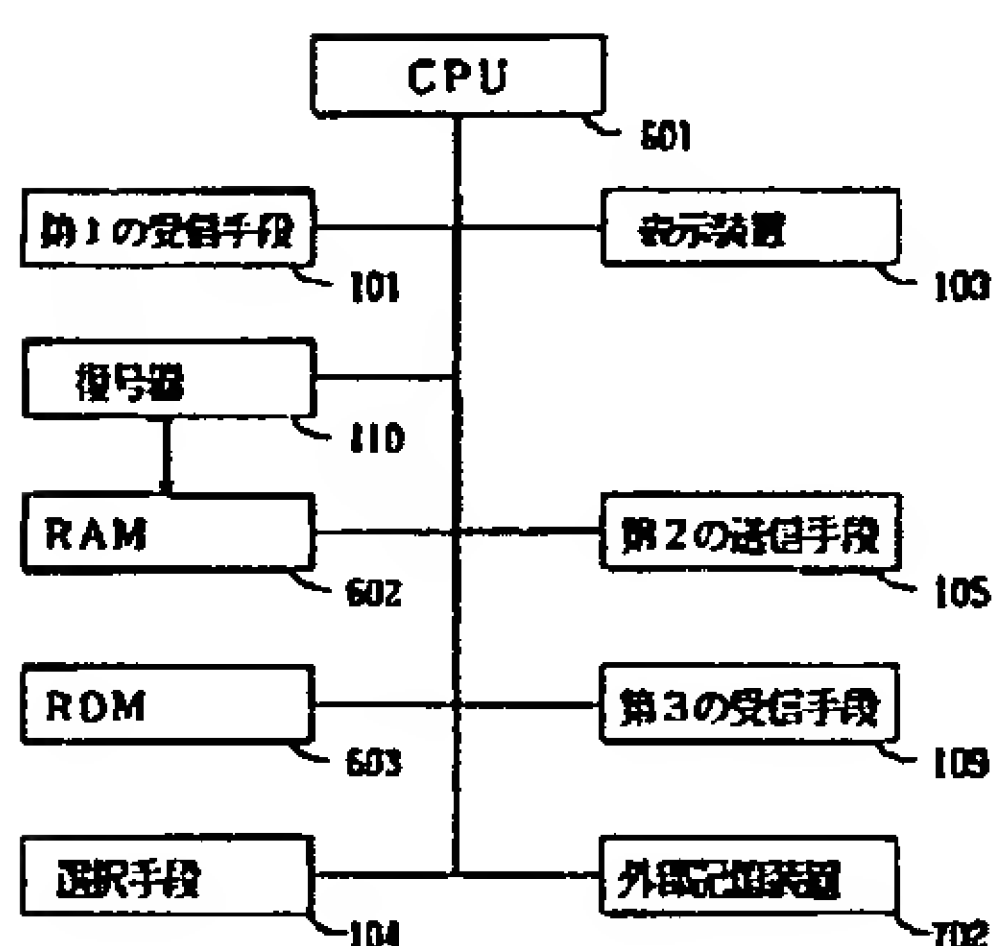 CPU
601
第1の受信手段
101
表示装置
103
復号器
110
RAM
602
第2の送信手段
105
ROM
603
第3の受信手段
109
選択手段
104
外部記憶装置
702